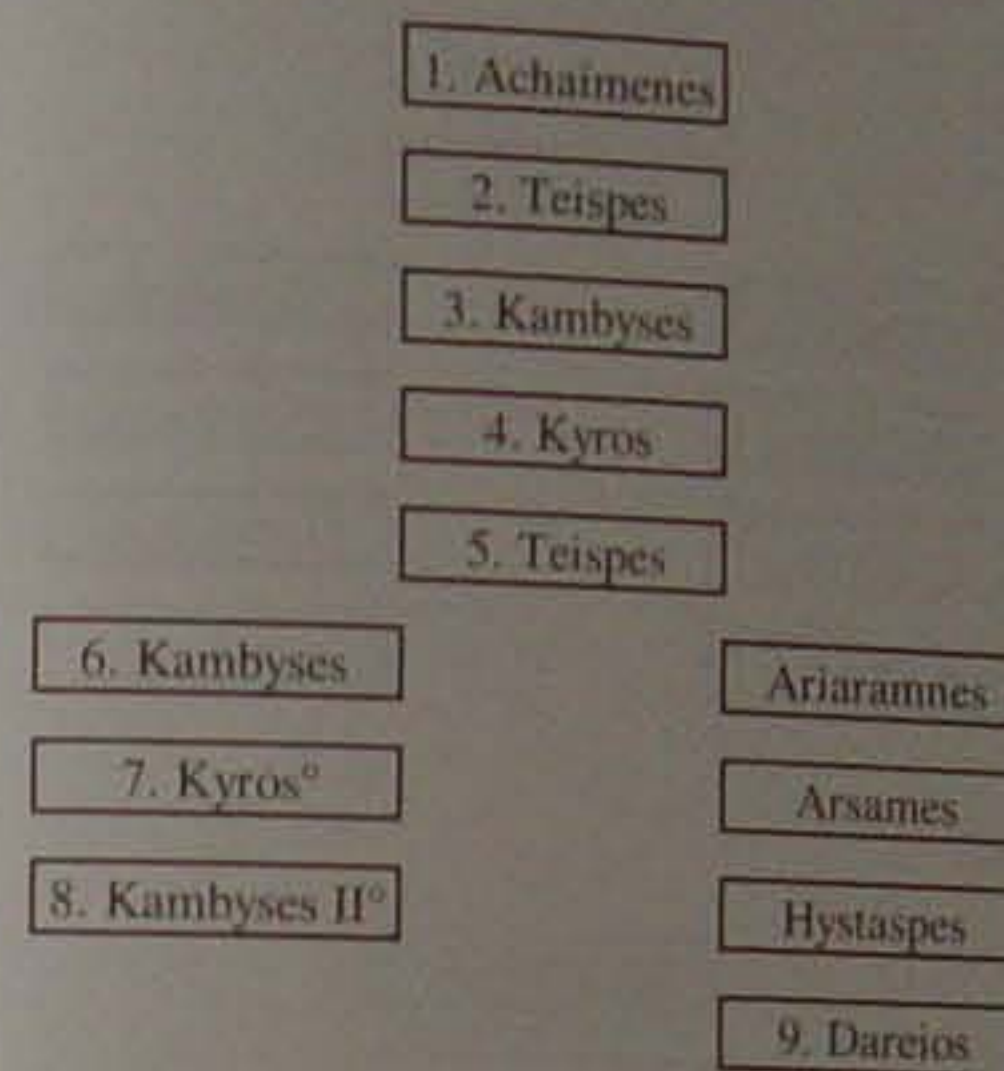 1. Achaimenes
2. Teispes
3. Kambyses
4. Kyros
5. Teispes
6. Kambyses
Ariaramnes
7. Kyros°
Arsames
8. Kambyses II°
Hystaspes
9. Dareios